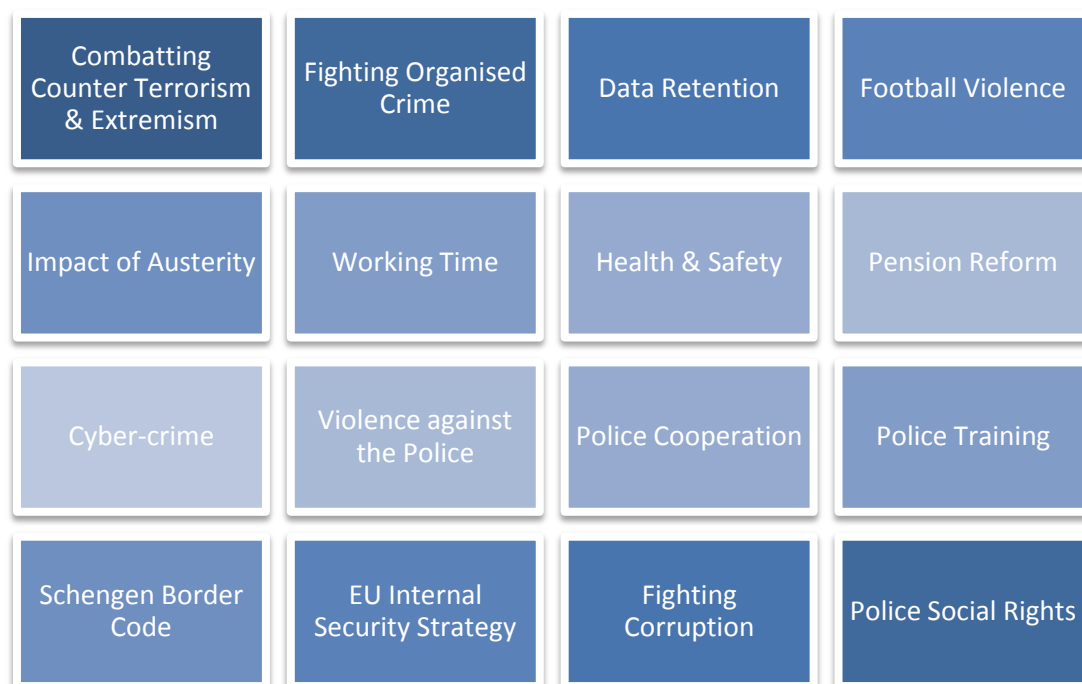 Combatting
Counter Terrorism
& Extremism
Fighting Organised
Crime
Data Retention
Football Violence
Impact of Austerity
Working Time
Health & Safety
Pension Reform
Cyber-crime
Violence against
the Police
Police Cooperation
Police Training
Schengen Border
Code
EU Internal
Security Strategy
Fighting
Corruption
Police Social Rights